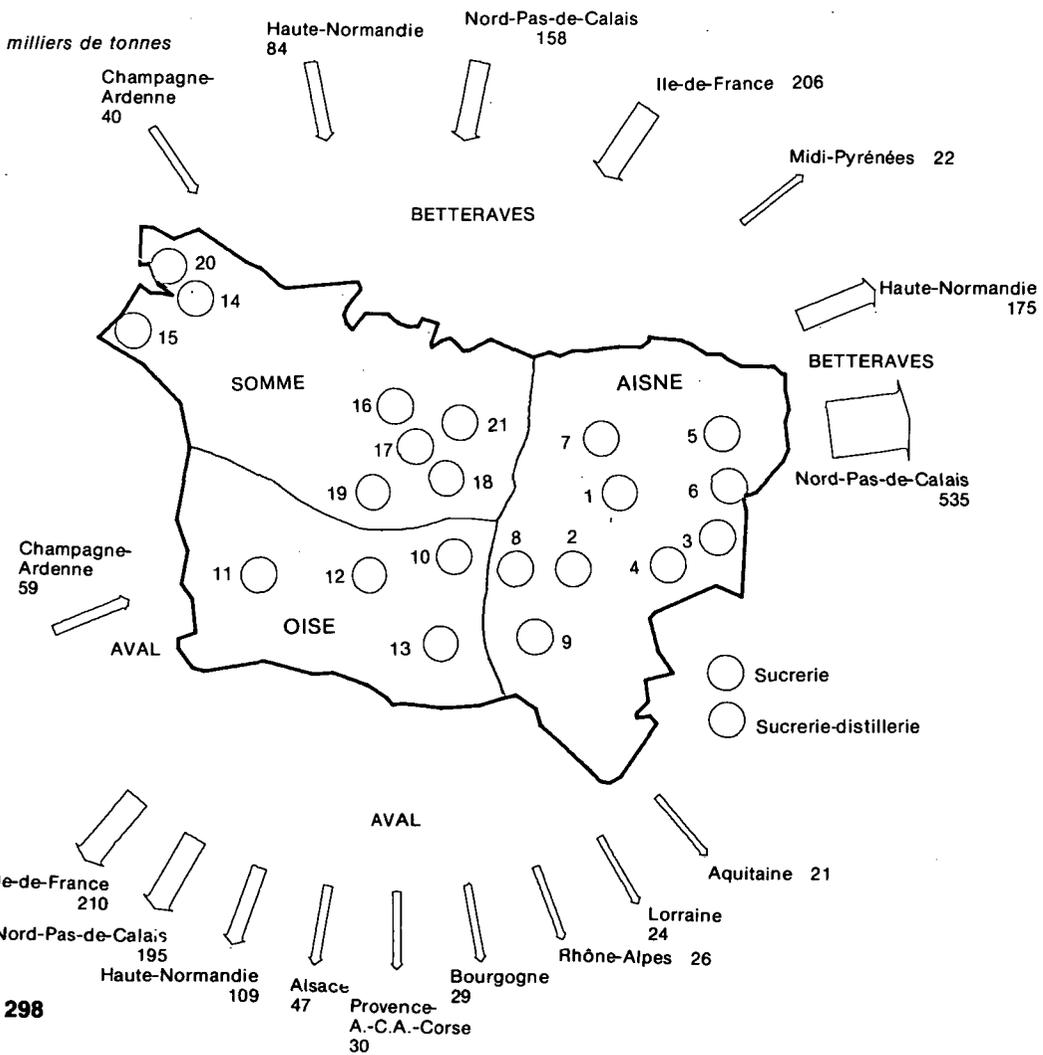 milliers de tonnes
Haute-Normandie
84
Nord-Pas-de-Calais
158
Champagne-
Ardenne
40
Ile-de-France 206
Midi-Pyrénées 22
BETTERAVES
Haute-Normandie
175
BETTERAVES
Nord-Pas-de-Calais
535
SOMME
AISNE
OISE
20
14
15
16
21
17
18
19
7
5
1
6
8
2
3
4
10
11
12
13
9
Champagne-
Ardenne
59
AVAL
Sucrerie
Sucrerie-distillerie
AVAL
e-de-France
210
Nord-Pas-de-Calais
195
Haute-Normandie
109
Alsace
47
Provence-
A.-C.A.-Corse
30
Bourgogne
29
Rhône-Alpes 26
Lorraine
24
Aquitaine 21
298